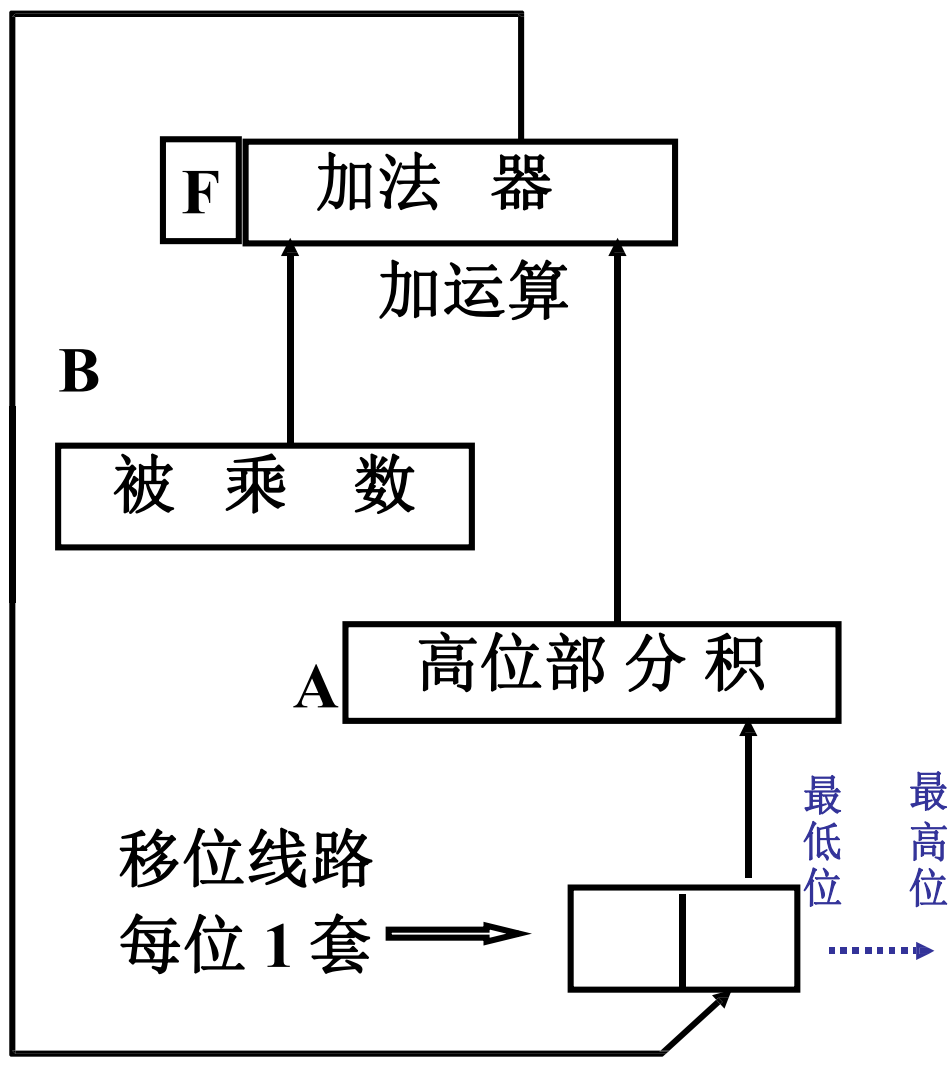 F
加法 器
加运算
B
被 乘 数
高位部分积
A
最低位
最高位
移位线路
每位1套